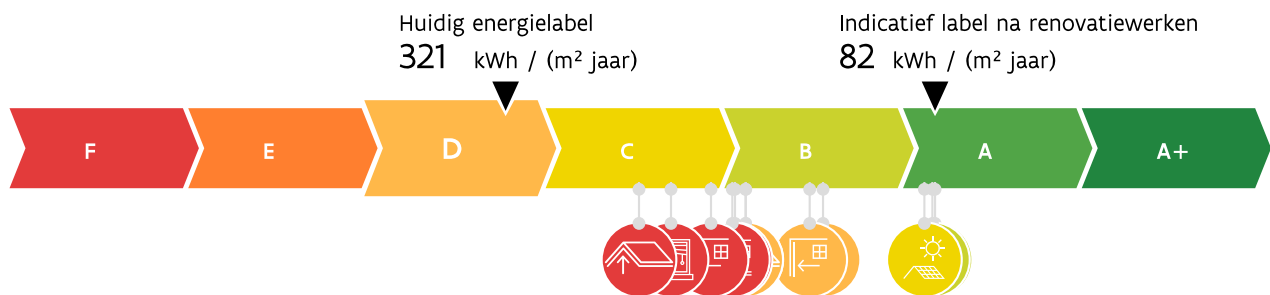 Huidig energielabel
321 kWh / (m² jaar)
Indicatief label na renovatiewerken
82 kWh / (m² jaar)
F E D C B A A+